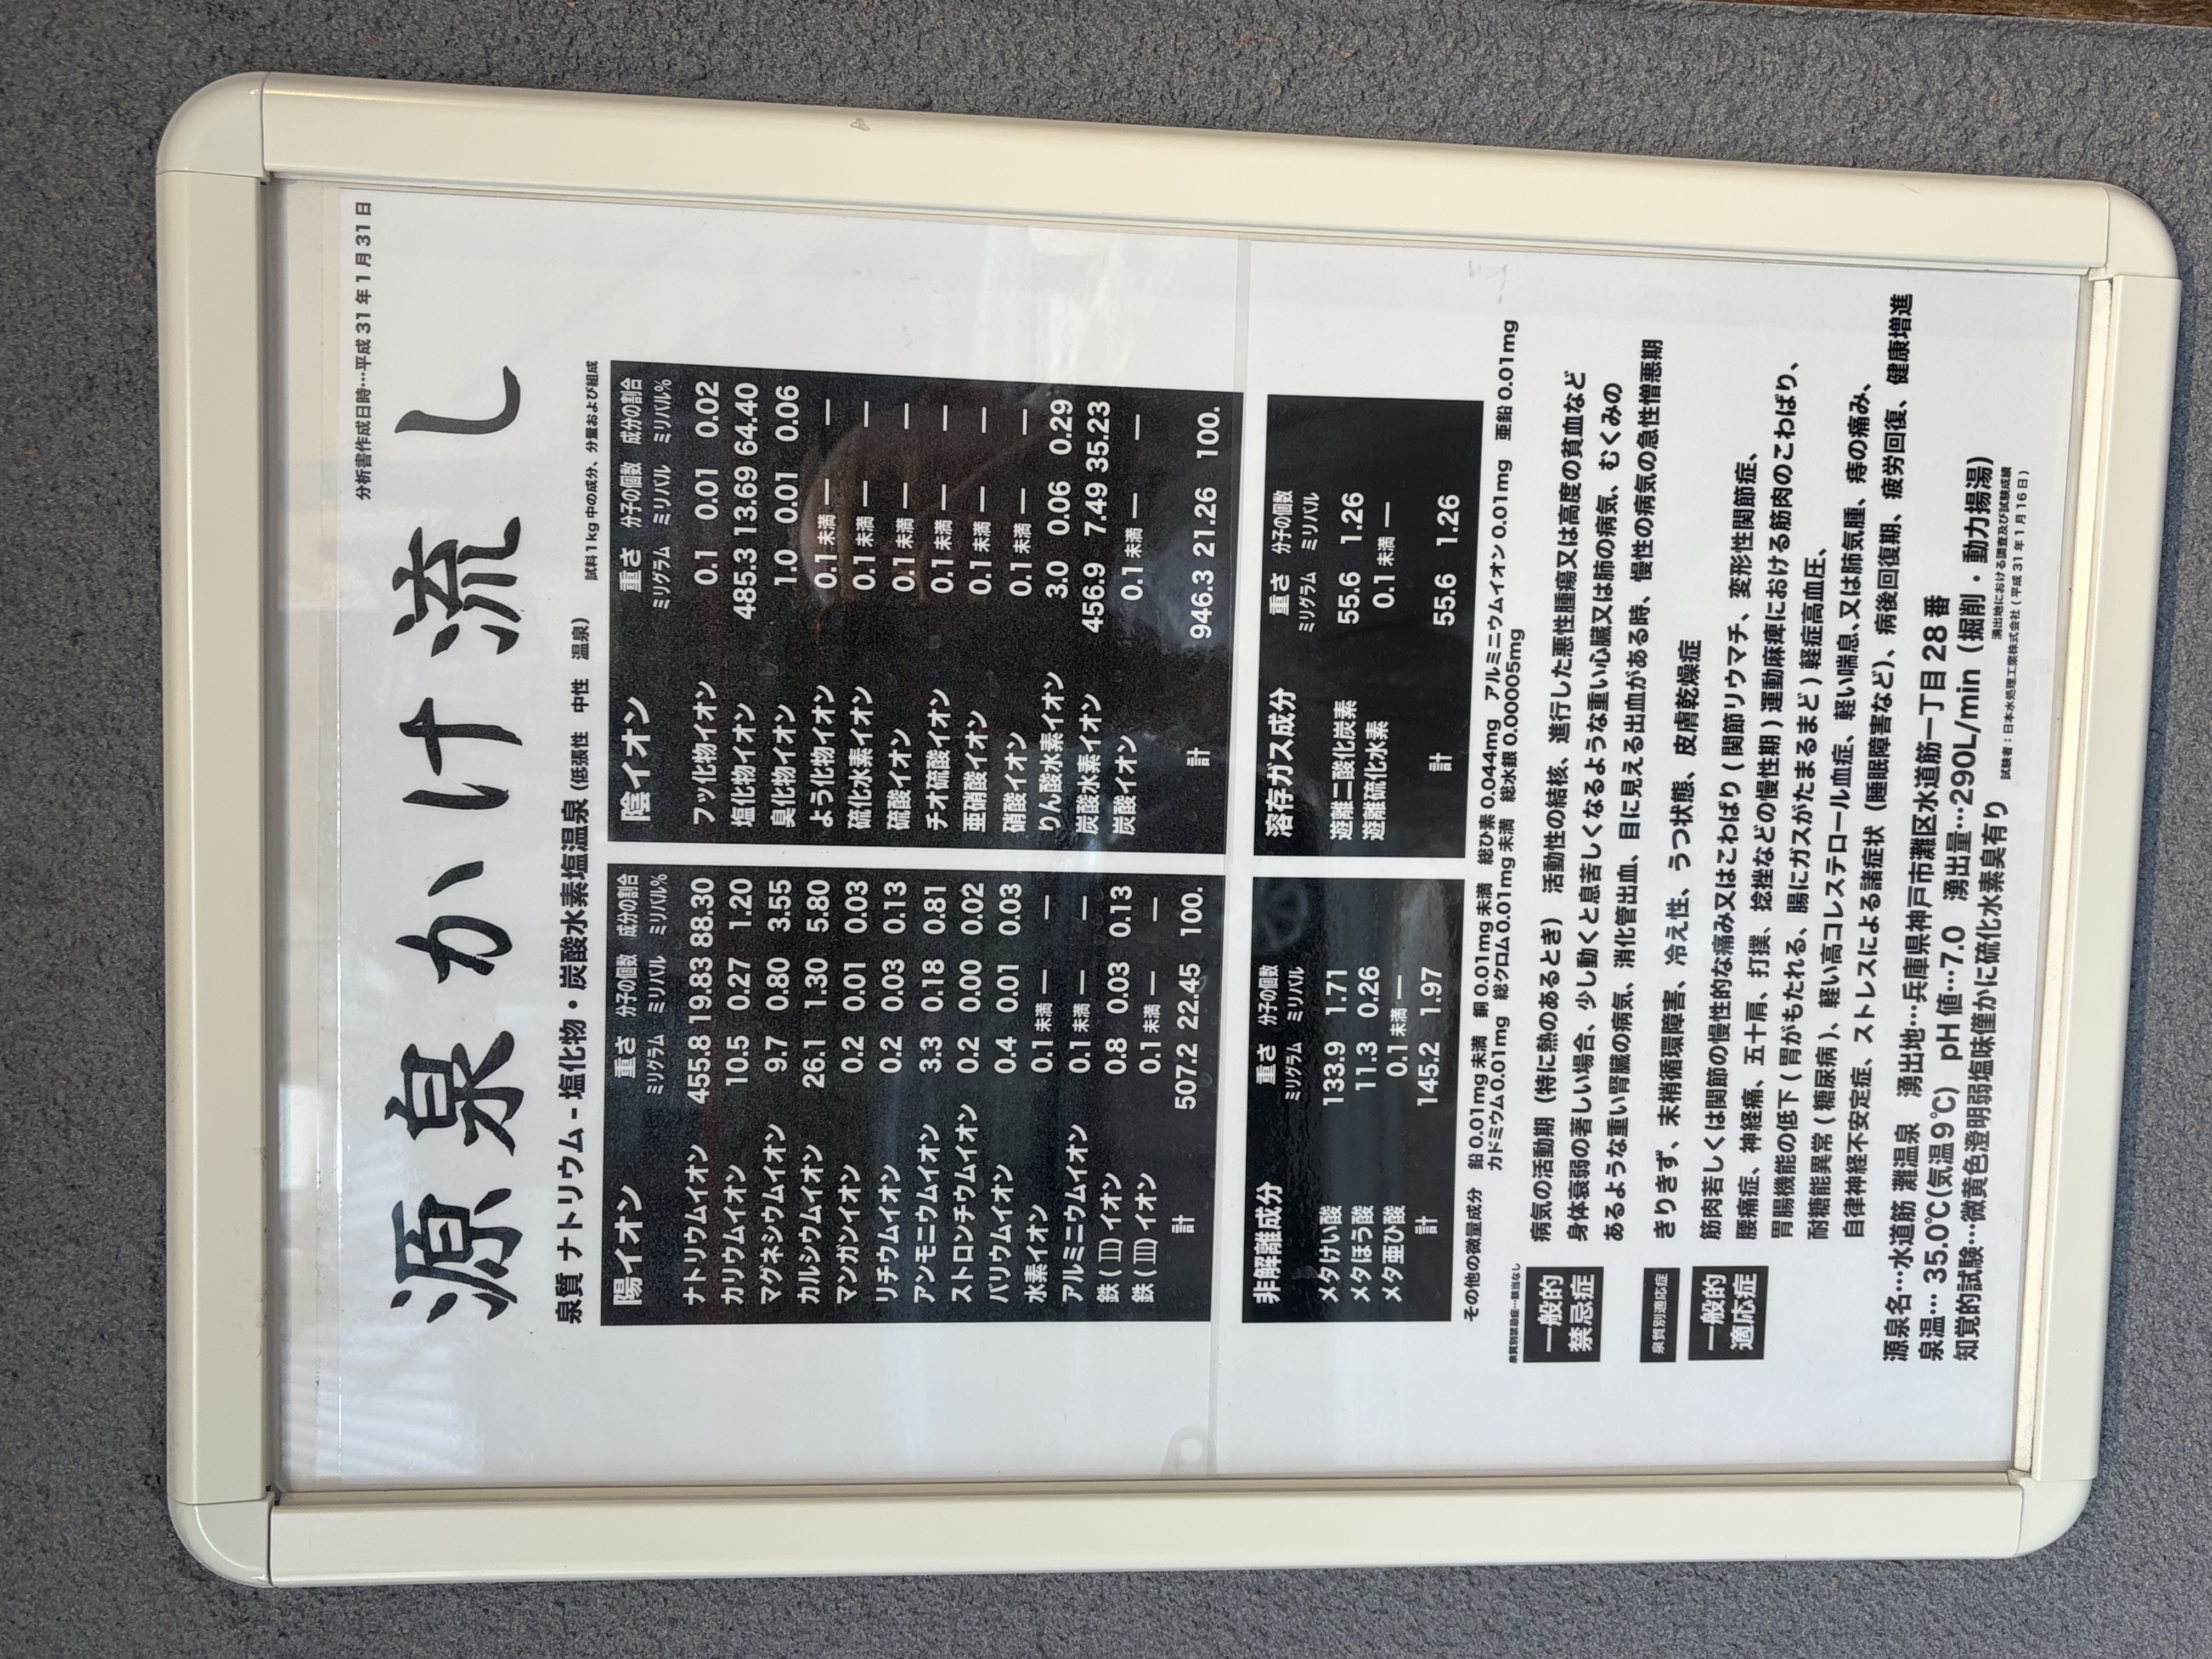 分析書作成日時…平成31年1月31日
源泉かけ流し
泉質 ナトリウム-塩化物・炭酸水素塩温泉(低張性 中性 温泉)
試料1kg中の成分、分量および組成
陽イオン 重さ 分子の個数 成分の割合
ミリグラム ミリバル ミリバル%
ナトリウムイオン 455.8 19.83 88.30
カリウムイオン 10.5 0.27 1.20
マグネシウムイオン 9.7 0.80 3.55
カルシウムイオン 26.1 1.30 5.80
マンガンイオン 0.2 0.01 0.03
リチウムイオン 0.2 0.03 0.13
アンモニウムイオン 3.3 0.18 0.81
ストロンチウムイオン 0.2 0.00 0.02
バリウムイオン 0.4 0.01 0.03
水素イオン 0.1未満 — —
アルミニウムイオン 0.1未満 — —
鉄(Ⅱ)イオン 0.8 0.03 0.13
鉄(Ⅲ)イオン 0.1未満 — —
計 507.2 22.45 100.
陰イオン 重さ 分子の個数 成分の割合
ミリグラム ミリバル ミリバル%
フッ化物イオン 0.1 0.01 0.02
塩化物イオン 485.3 13.69 64.40
臭化物イオン 1.0 0.01 0.06
よう化物イオン 0.1未満 — —
硫化水素イオン 0.1未満 — —
硫酸イオン 0.1未満 — —
チオ硫酸イオン 0.1未満 — —
亜硝酸イオン 0.1未満 — —
硝酸イオン 0.1未満 — —
りん酸水素イオン 3.0 0.06 0.29
炭酸水素イオン 456.9 7.49 35.23
炭酸イオン 0.1未満 — —
計 946.3 21.26 100.
非解離成分 重さ 分子の個数
ミリグラム ミリバル
メタけい酸 133.9 1.71
メタほう酸 11.3 0.26
メタ亜ひ酸 0.1未満 —
計 145.2 1.97
溶存ガス成分 重さ 分子の個数
ミリグラム ミリバル
遊離二酸化炭素 55.6 1.26
遊離硫化水素 0.1未満 —
計 55.6 1.26
その他の微量成分 鉛0.01mg未満 銅0.01mg未満 総ひ素0.044mg アルミニウムイオン0.01mg 亜鉛0.01mg
カドミウム0.01mg 総クロム0.01mg未満 総水銀0.00005mg
泉質別禁忌症…該当なし
一般的
禁忌症
病気の活動期(特に熱のあるとき)活動性の結核、進行した悪性腫瘍又は高度の貧血など
身体衰弱の著しい場合、少し動くと息苦しくなるような重い心臓又は肺の病気、むくみの
あるような重い腎臓の病気、消化管出血、目に見える出血がある時、慢性の病気の急性憎悪期
泉質別適応症
きりきず、末梢循環障害、冷え性、うつ状態、皮膚乾燥症
一般的
適応症
筋肉若しくは関節の慢性的な痛み又はこわばり(関節リウマチ、変形性関節症、
腰痛症、神経痛、五十肩、打撲、捻挫などの慢性期)運動麻痺における筋肉のこわばり、
胃腸機能の低下(胃がもたれる、腸にガスがたまるまど)軽症高血圧、
耐糖能異常(糖尿病)、軽い高コレステロール血症、軽い喘息、又は肺気腫、痔の痛み、
自律神経不安定症、ストレスによる諸症状(睡眠障害など)、病後回復期、疲労回復、健康増進
源泉名…水道筋 灘温泉 湧出地…兵庫県神戸市灘区水道筋一丁目28番
泉温…35.0℃(気温9℃) pH値…7.0 湧出量…290L/min(掘削・動力揚湯)
知覚的試験…微黄色澄明弱塩味僅かに硫化水素臭有り
湧出地における調査及び試験成績
試験者:日本水処理工業株式会社(平成31年1月16日)